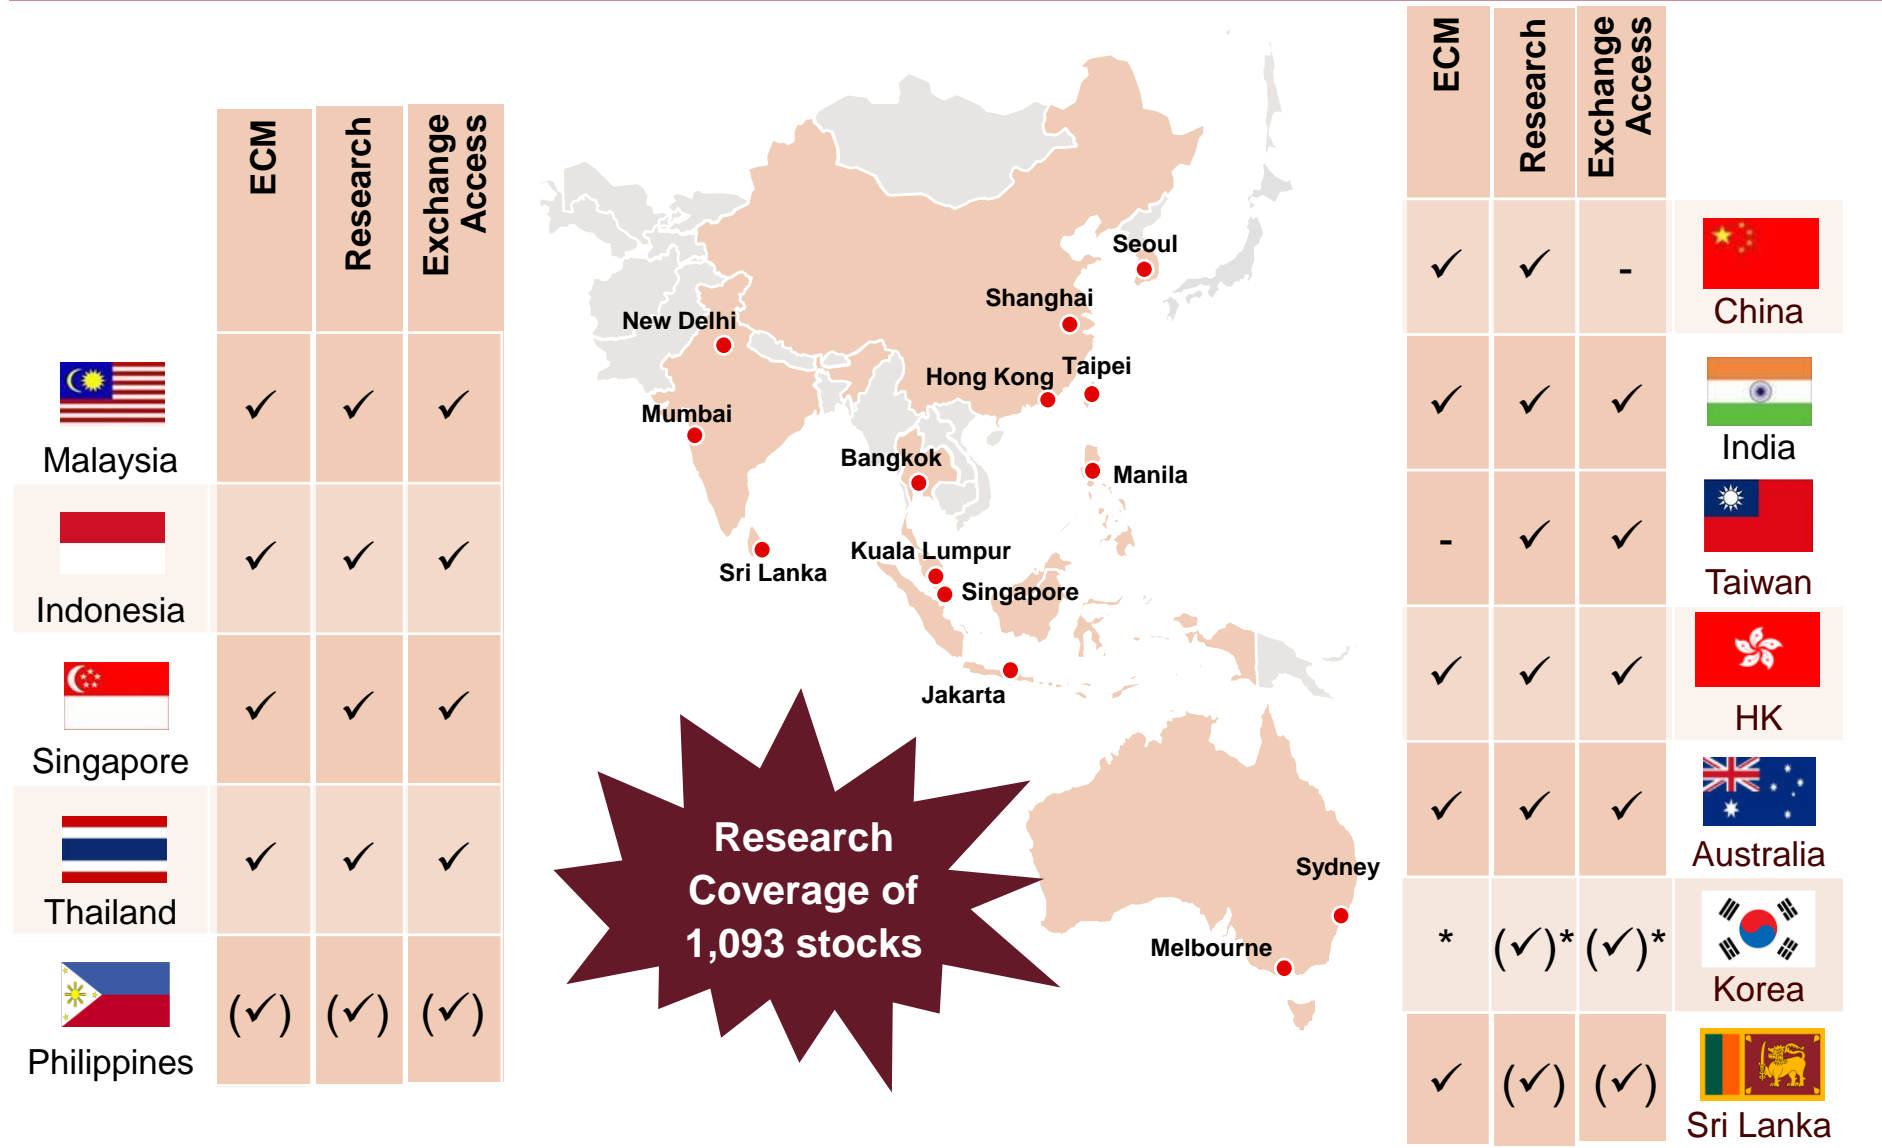 ECM
Research
Exchange
Access
Malaysia
✓ ✓ ✓
Indonesia
✓ ✓ ✓
Singapore
✓ ✓ ✓
Thailand
✓ ✓ ✓
Philippines
(✓) (✓) (✓)
Seoul
Shanghai
New Delhi
Taipei
Hong Kong
Mumbai
Bangkok
Manila
Kuala Lumpur
Sri Lanka
Singapore
Jakarta
Research
Coverage of
1,093 stocks
Sydney
Melbourne
ECM
Research
Exchange
Access
✓ ✓ -
China
✓ ✓ ✓
India
- ✓ ✓
Taiwan
✓ ✓ ✓
HK
✓ ✓ ✓
Australia
* (✓)* (✓)*
Korea
✓ (✓) (✓)
Sri Lanka